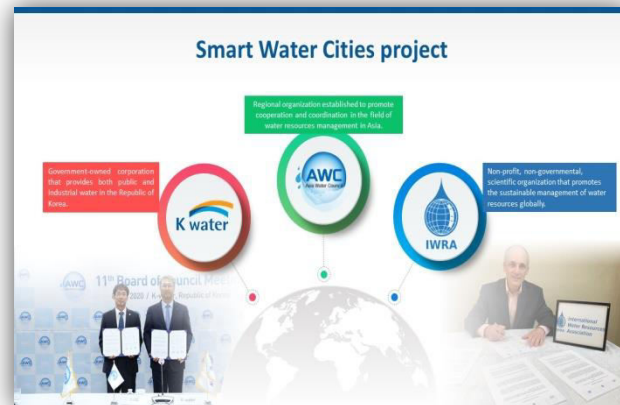 Smart Water Cities project
Regional organization established to promote
cooperation and coordination in the field of
water resources management in Asia.
Government-owned corporation
that provides both public and
industrial water in the Republic of
Korea.
K water
AWC
Asia Water Council
Non-profit, non-governmental,
scientific organization that promotes
the sustainable management of water
resources globally.
IWRA
AWC
11th Board of Council
2020
Republic of
International
Water Resources
Association